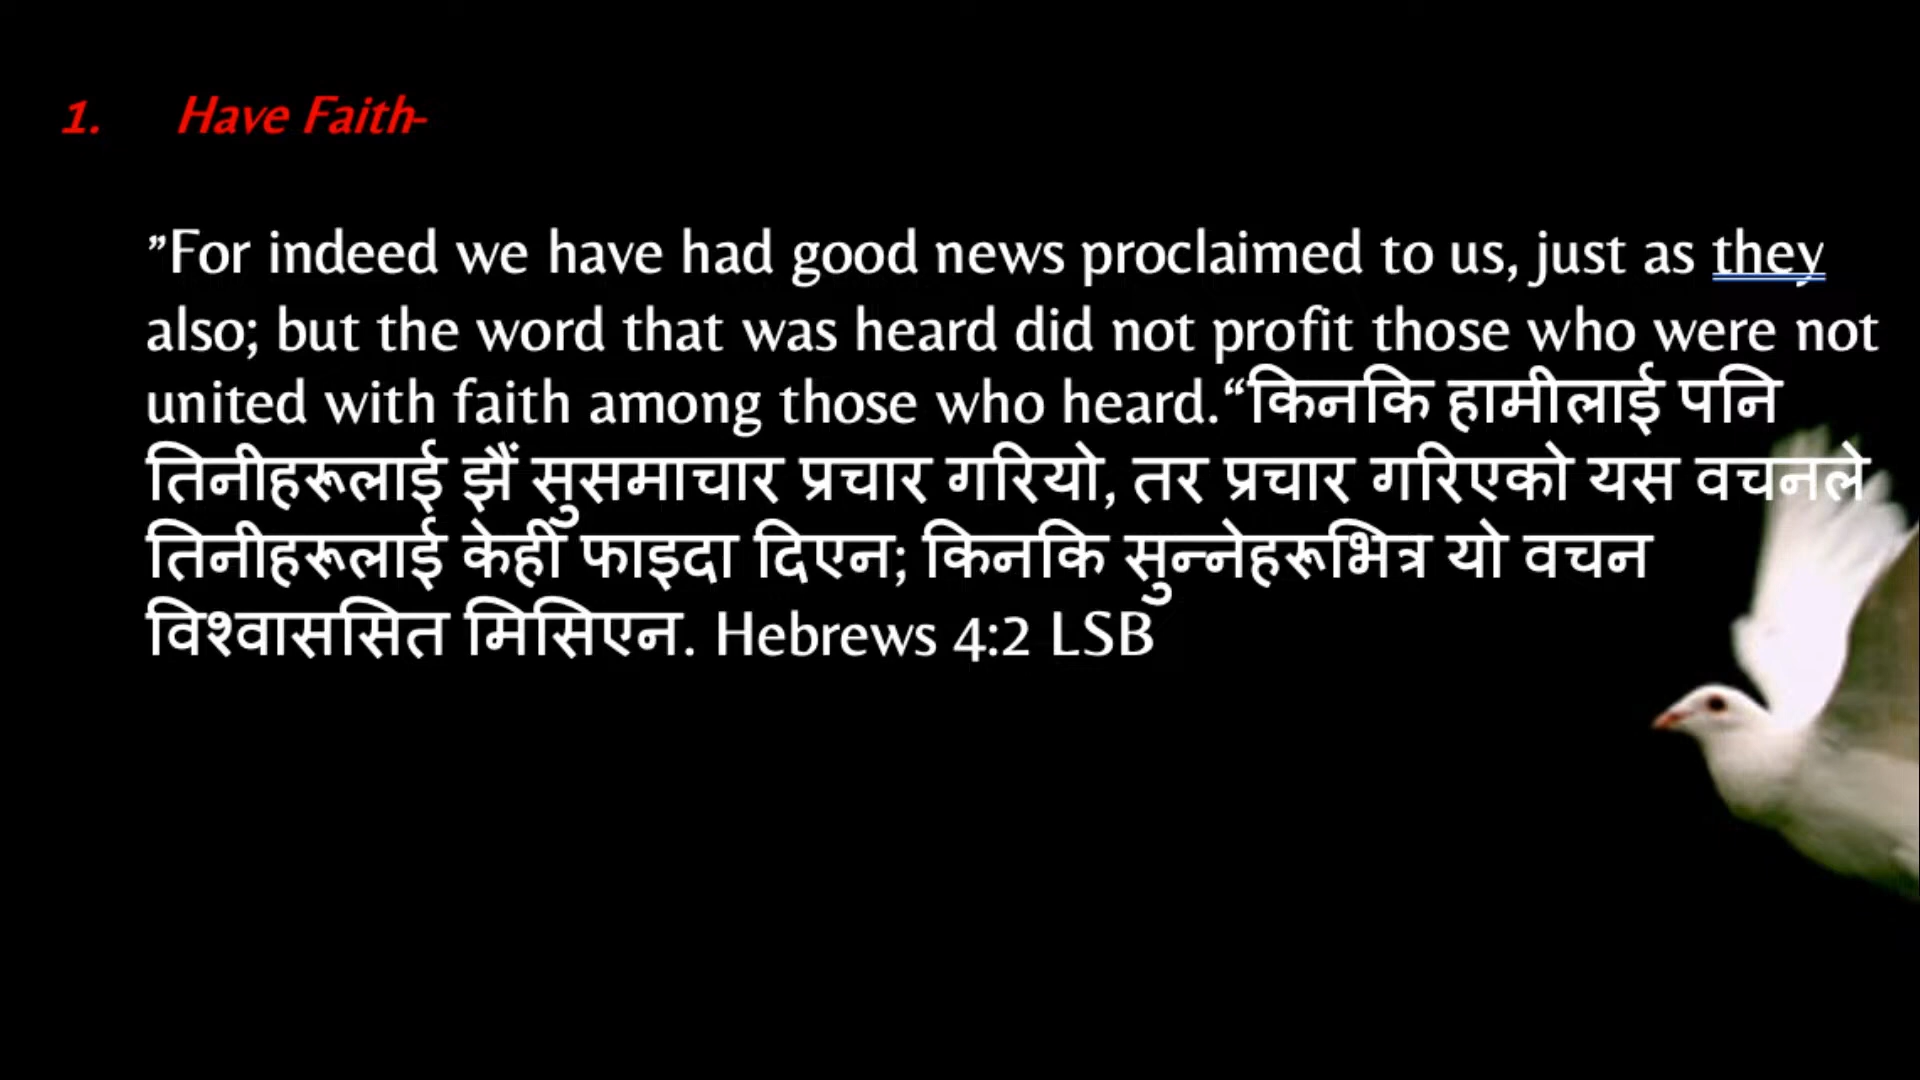 1. Have Faith-
”For indeed we have had good news proclaimed to us, just as they
also; but the word that was heard did not profit those who were not
united with faith among those who heard.“किनकि हामीलाई पनि
तिनीहरूलाई झैं सुसमाचार प्रचार गरियो, तर प्रचार गरिएको यस वचनले
तिनीहरूलाई केही फाइदा दिएन; किनकि सुन्नेहरूभित्र यो वचन
विश्वाससित मिसिएन. Hebrews 4:2 LSB